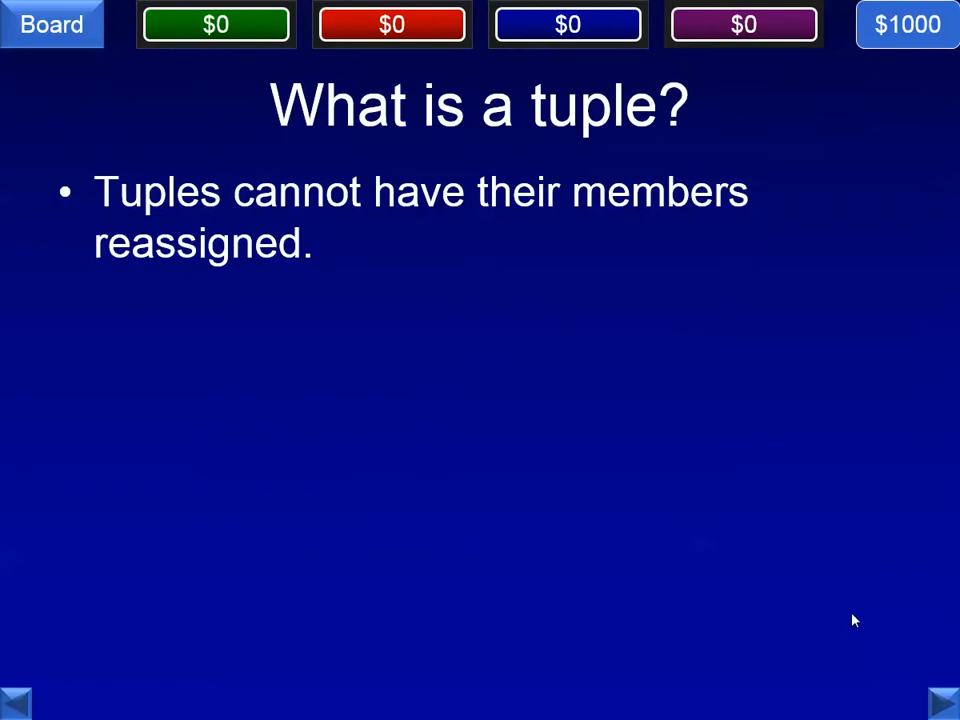 Board $0 $0 $0 $0 $1000
What is a tuple?
• Tuples cannot have their members
reassigned.